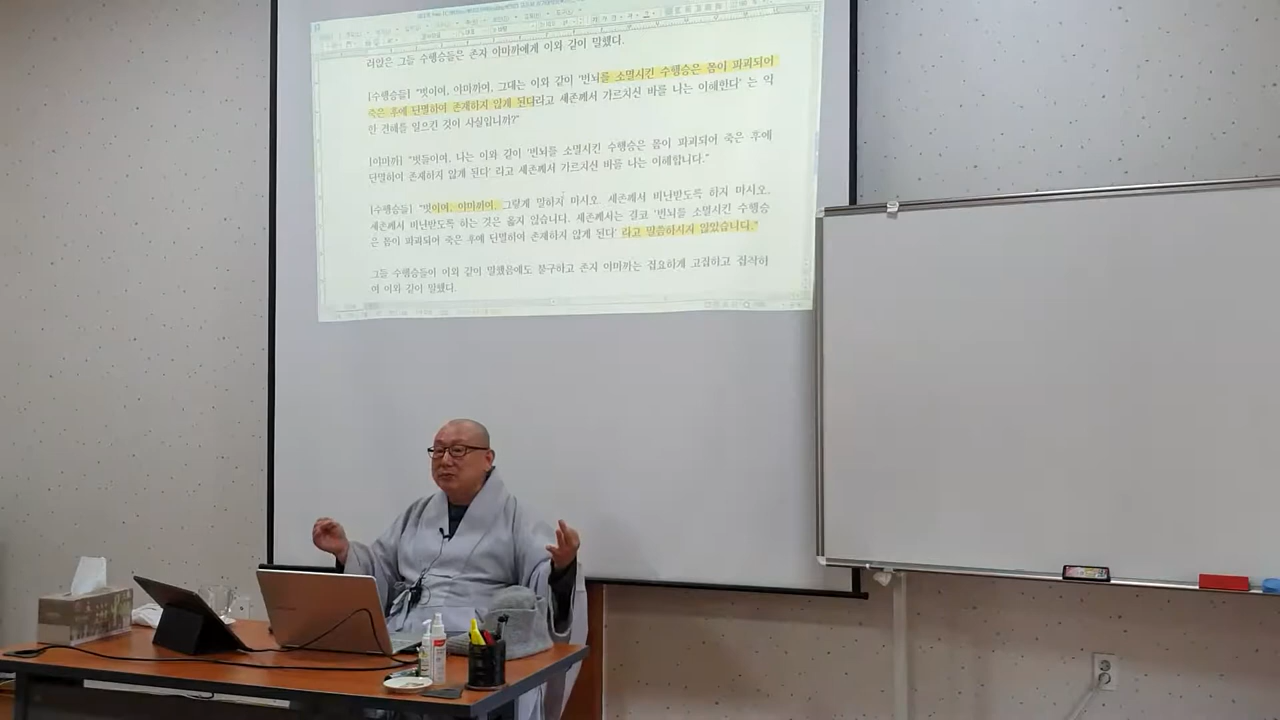 러앉은 그들 수행승들은 존자 야마까에게 이와 같이 말했다.
[수행승들] "벗이여, 야마까여, 그대는 이와 같이 '번뇌를 소멸시킨 수행승은 몸이 파괴되어
죽은 후에 단멸하여 존재하지 않게 된다'라고 세존께서 가르치신 바를 나는 이해한다' 는 악
한 견해를 일으킨 것이 사실입니까?"
[야마까] "벗들이여, 나는 이와 같이 '번뇌를 소멸시킨 수행승은 몸이 파괴되어 죽은 후에
단멸하여 존재하지 않게 된다' 라고 세존께서 가르치신 바를 나는 이해합니다."
[수행승들] "벗이여, 야마까여, 그렇게 말하지 마시오. 세존께서 비난받도록 하지 마시오.
세존께서 비난받도록 하는 것은 옳지 않습니다. 세존께서는 결코 '번뇌를 소멸시킨 수행승
은 몸이 파괴되어 죽은 후에 단멸하여 존재하지 않게 된다' 라고 말씀하시지 않았습니다."
그들 수행승들이 이와 같이 말했음에도 불구하고 존자 야마까는 집요하게 고집하고 집착하
여 이와 같이 말했다.